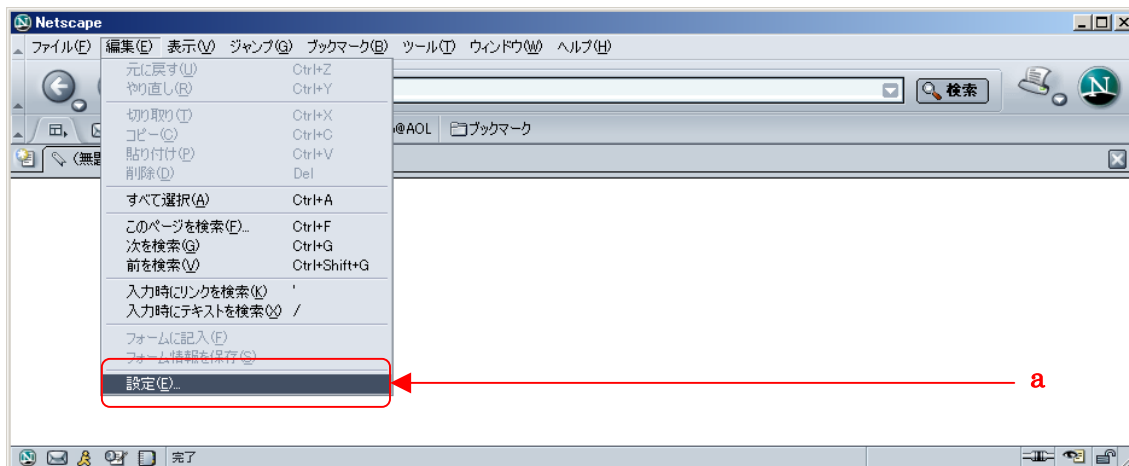 Netscape
ファイル(F) 編集(E) 表示(V) ジャンプ(G) ブックマーク(B) ツール(T) ウィンドウ(W) ヘルプ(H)
元に戻す(U) Ctrl+Z
やり直し(R) Ctrl+Y
検索
切り取り(T) Ctrl+X
コピー(C) Ctrl+C
@AOL ブックマーク
貼り付け(P) Ctrl+V
(無題
削除(D) Del
すべて選択(A) Ctrl+A
このページを検索(F)... Ctrl+F
次を検索(G) Ctrl+G
前を検索(V) Ctrl+Shift+G
入力時にリンクを検索(K) '
入力時にテキストを検索(X) /
フォームに記入(F)
フォーム情報を保存(S)
設定(E)...
a
完了